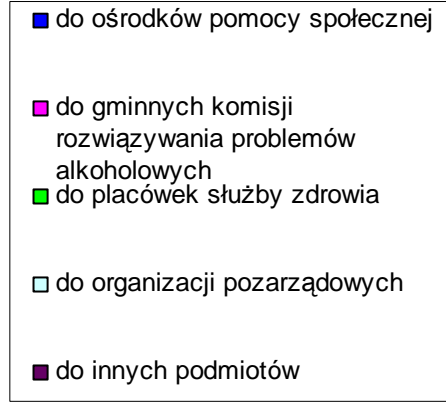 do ośrodków pomocy społecznej
do gminnych komisji
rozwiązywania problemów
alkoholowych
do placówek służby zdrowia
do organizacji pozarządowych
do innych podmiotów